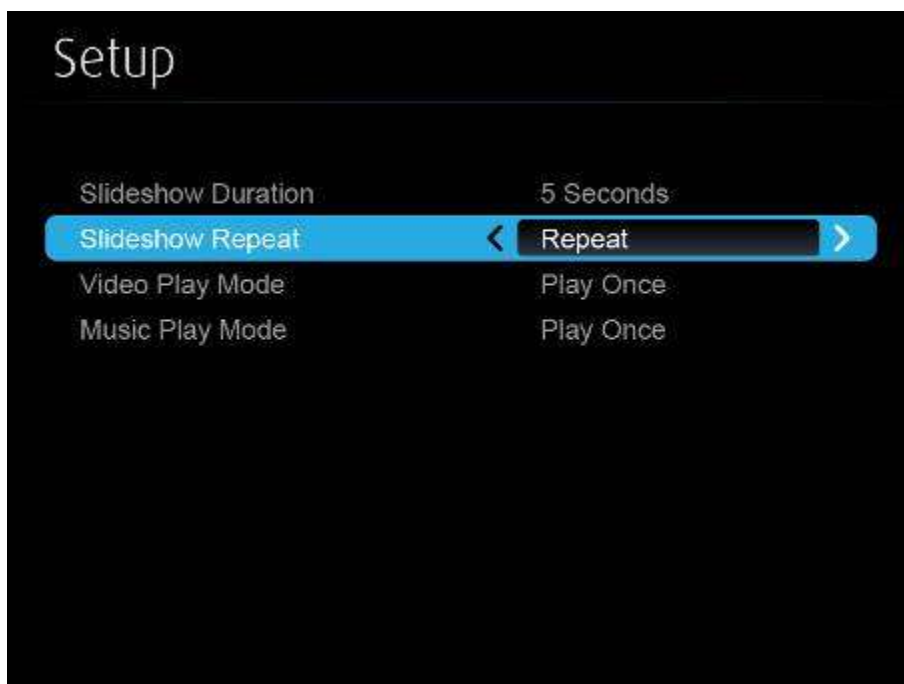 Setup
Slideshow Duration 5 Seconds
Slideshow Repeat Repeat
Video Play Mode Play Once
Music Play Mode Play Once